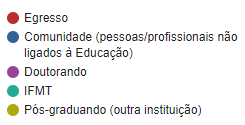 Egresso
Comunidade (pessoas/profissionais não
ligados à Educação)
Doutorando
IFMT
Pós-graduando (outra instituição)